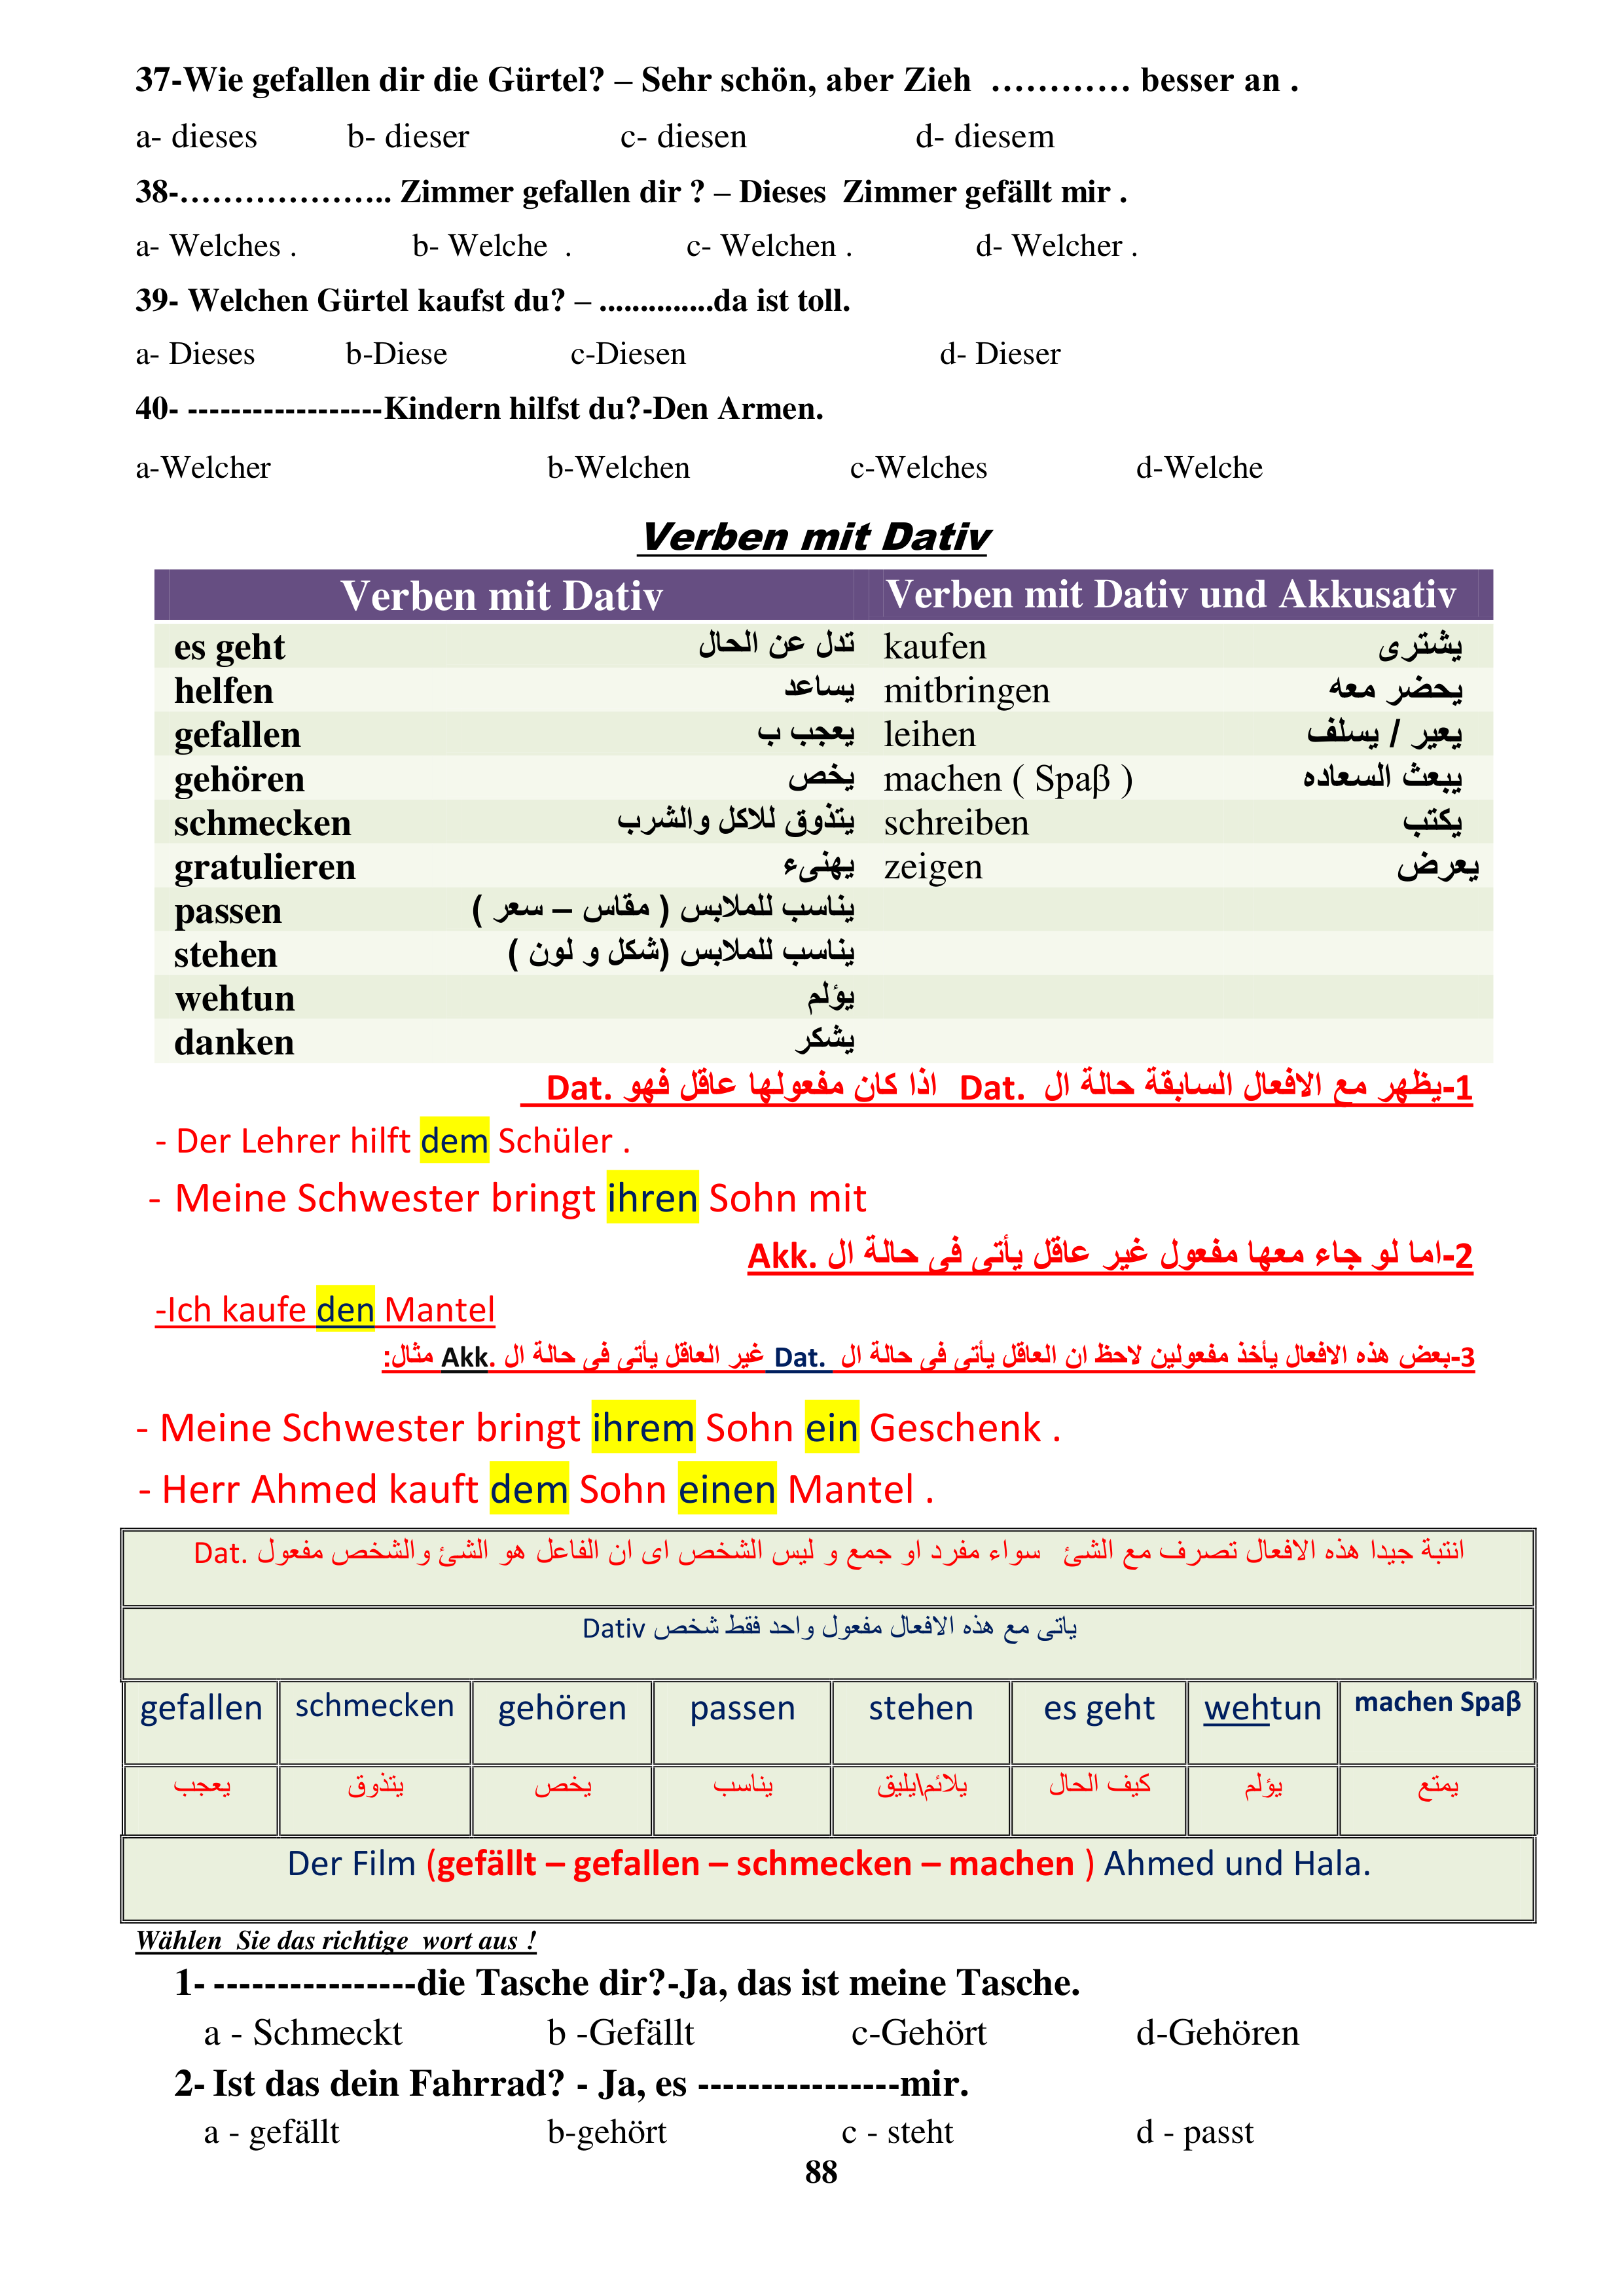 37-Wie gefallen dir die Gürtel? – Sehr schön, aber Zieh ………… besser an .
a- dieses b- dieser c- diesen d- diesem
38-……………….. Zimmer gefallen dir ? – Dieses Zimmer gefällt mir .
a- Welches . b- Welche . c- Welchen . d- Welcher .
39- Welchen Gürtel kaufst du? – ..............da ist toll.
a- Dieses b-Diese c-Diesen d- Dieser
40- ------------------Kindern hilfst du?-Den Armen.
a-Welcher b-Welchen c-Welches d-Welche
Verben mit Dativ
Verben mit Dativ Verben mit Dativ und Akkusativ
es geht تدل عن الحال kaufen يشترى
helfen يساعد mitbringen يحضر معه
gefallen يعجب ب leihen يعير / يسلف
gehören يخص machen ( Spaβ ) يبعث السعاده
schmecken يتذوق للاكل والشرب schreiben يكتب
gratulieren يهنىء zeigen يعرض
passen يناسب للملابس ( مقاس – سعر )
stehen يناسب للملابس (شكل و لون )
wehtun يؤلم
danken يشكر
1-يظهر مع الافعال السابقة حالة ال Dat. اذا كان مفعولها عاقل فهو Dat.
- Der Lehrer hilft dem Schüler .
- Meine Schwester bringt ihren Sohn mit
2-اما لو جاء معها مفعول غير عاقل يأتى فى حالة ال Akk.
-Ich kaufe den Mantel
3-بعض هذه الافعال يأخذ مفعولين لاحظ ان العاقل يأتى فى حالة ال Dat. غير العاقل يأتى فى حالة ال Akk. مثال:
- Meine Schwester bringt ihrem Sohn ein Geschenk .
- Herr Ahmed kauft dem Sohn einen Mantel .
انتبة جيدا هذه الافعال تصرف مع الشئ سواء مفرد او جمع و ليس الشخص اى ان الفاعل هو الشئ والشخص مفعول Dat.
ياتى مع هذه الافعال مفعول واحد فقط شخص Dativ
gefallen schmecken gehören passen stehen es geht wehtun machen Spaβ
يعجب يتذوق يخص يناسب يلائم\يليق كيف الحال يؤلم يمتع
Der Film (gefällt – gefallen – schmecken – machen ) Ahmed und Hala.
Wählen Sie das richtige wort aus !
1- ----------------die Tasche dir?-Ja, das ist meine Tasche.
a - Schmeckt b -Gefällt c-Gehört d-Gehören
2- Ist das dein Fahrrad? - Ja, es ----------------mir.
a - gefällt b-gehört c - steht d - passt
88